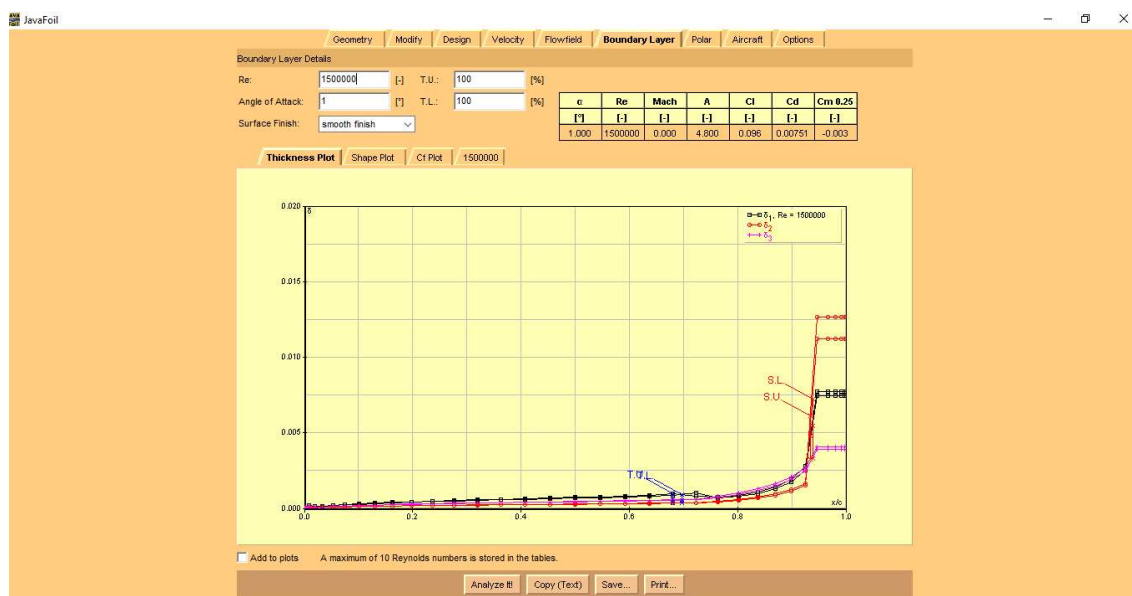 JavaFoil
Geometry Modify Design Velocity Flowfield Boundary Layer Polar Aircraft Options
Boundary Layer Details
Re: 1500000 [-] T.U.: 100 [%]
Angle of Attack: 1 [°] T.L.: 100 [%]
Surface Finish: smooth finish
α Re Mach A Cl Cd Cm 0.25
[°] [-] [-] [-] [-] [-] [-]
1.000 1500000 0.000 4.800 0.096 0.00751 -0.003
Thickness Plot Shape Plot Cf Plot 1500000
0.020 δ
δ1, Re = 1500000
δ2
δ3
0.015
0.010
S.L.
S.U.
0.005
0.000
x/c
0.0 0.2 0.4 0.6 0.8 1.0
Add to plots A maximum of 10 Reynolds numbers is stored in the tables.
Analyze It! Copy (Text) Save... Print...